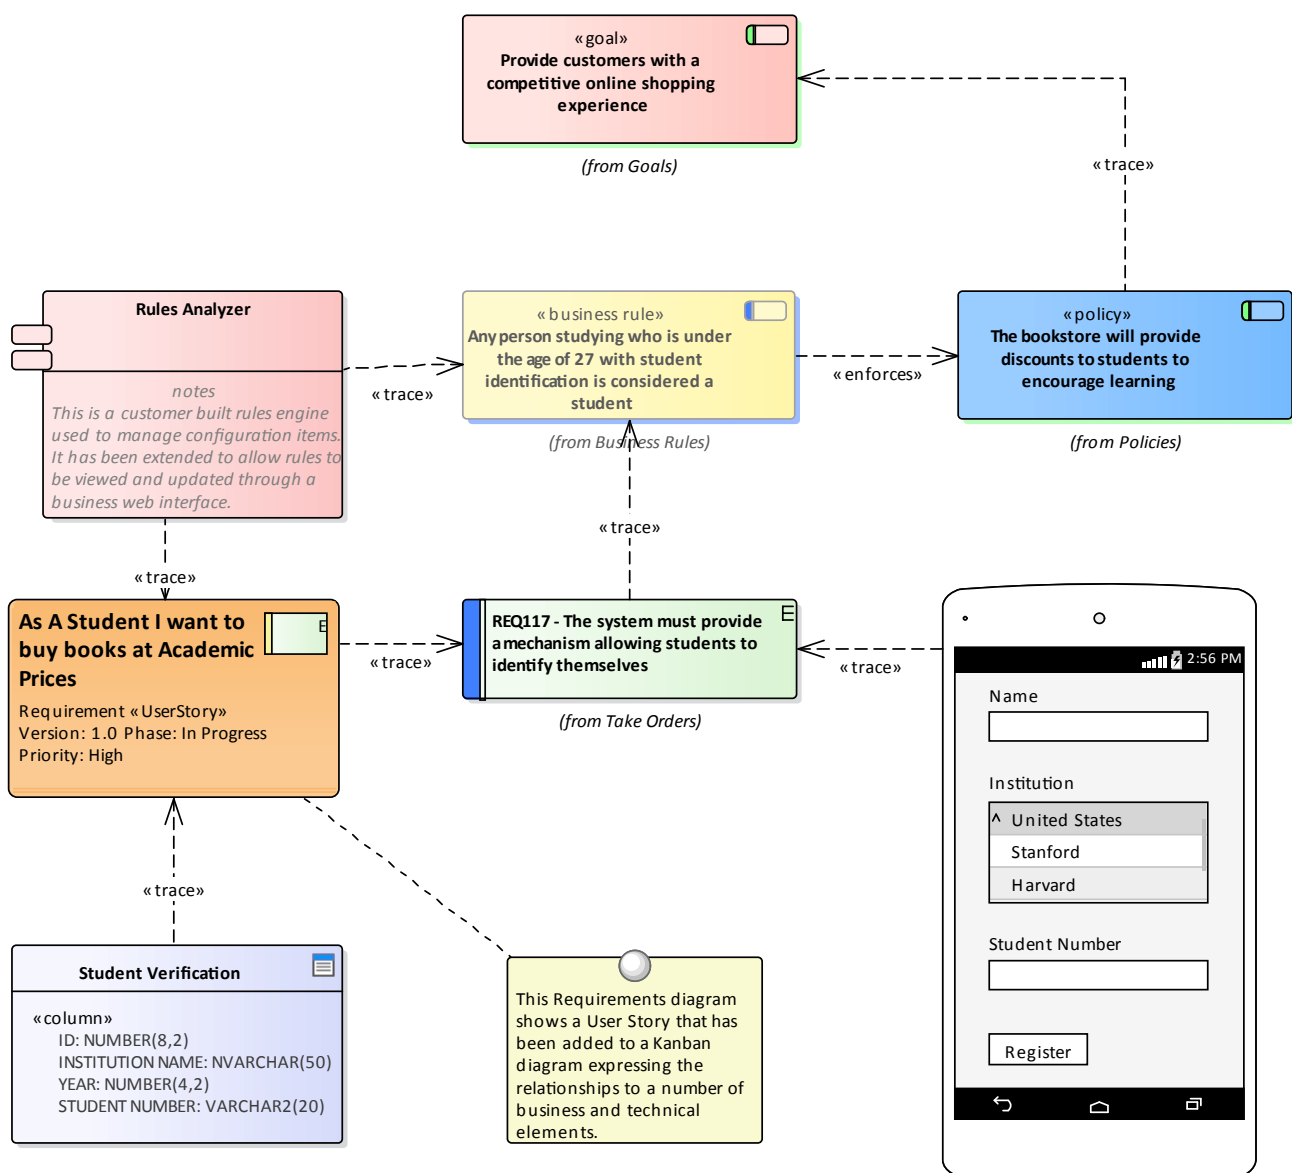 «goal»
Provide customers with a
competitive online shopping
experience
(from Goals)
«trace»
Rules Analyzer
notes
This is a customer built rules engine
used to manage configuration items.
It has been extended to allow rules to
be viewed and updated through a
business web interface.
«trace»
«business rule»
Any person studying who is under
the age of 27 with student
identification is considered a
student
(from Business Rules)
«enforces»
«policy»
The bookstore will provide
discounts to students to
encourage learning
(from Policies)
«trace»
«trace»
As A Student I want to
buy books at Academic
Prices
E
Requirement «UserStory»
Version: 1.0 Phase: In Progress
Priority: High
«trace»
REQ117 - The system must provide
a mechanism allowing students to
identify themselves
E
(from Take Orders)
«trace»
2:56 PM
Name
Institution
^ United States
Stanford
Harvard
Student Number
Register
«trace»
Student Verification
«column»
ID: NUMBER(8,2)
INSTITUTION NAME: NVARCHAR(50)
YEAR: NUMBER(4,2)
STUDENT NUMBER: VARCHAR2(20)
This Requirements diagram
shows a User Story that has
been added to a Kanban
diagram expressing the
relationships to a number of
business and technical
elements.